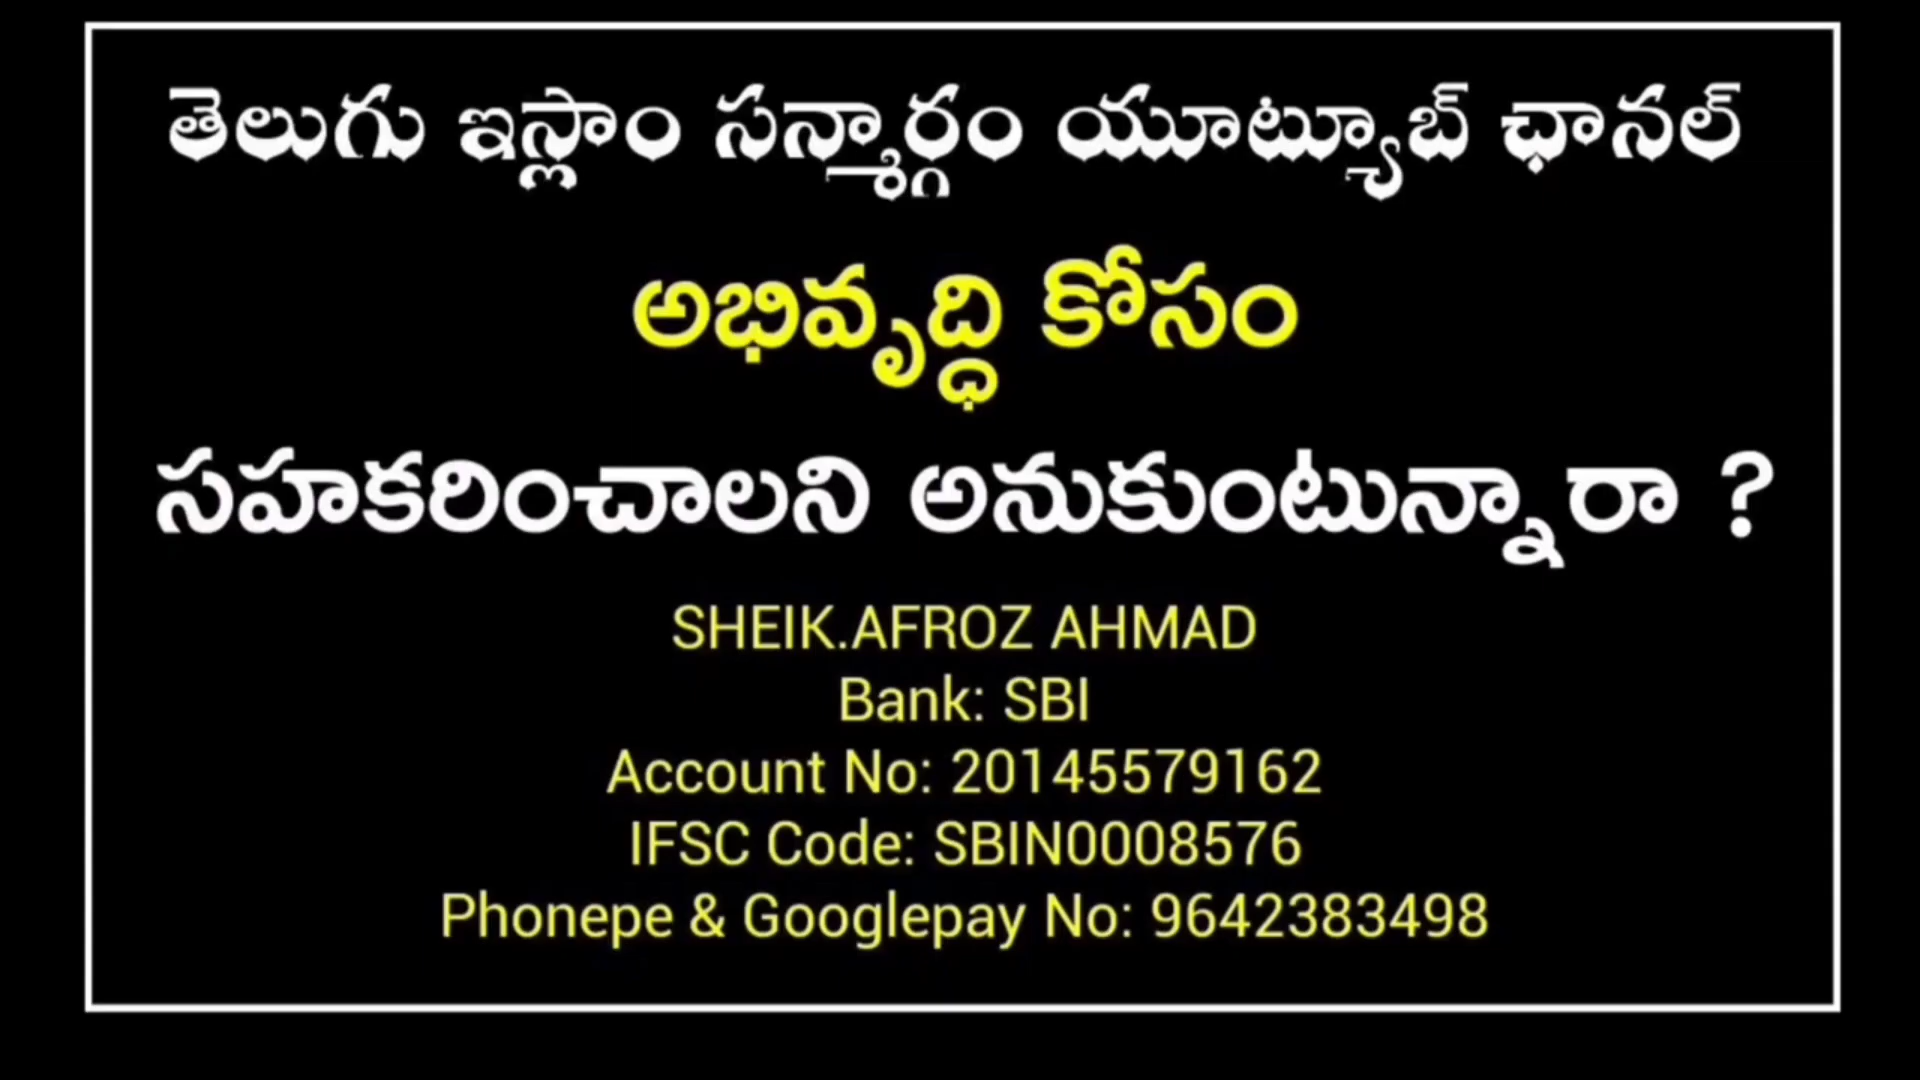 తెలుగు ఇస్లాం సన్మార్గం యూట్యూబ్ ఛానల్
అభివృద్ధి కోసం
సహకరించాలని అనుకుంటున్నారా ?
SHEIK.AFROZ AHMAD
Bank: SBI
Account No: 20145579162
IFSC Code: SBIN0008576
Phonepe & Googlepay No: 9642383498